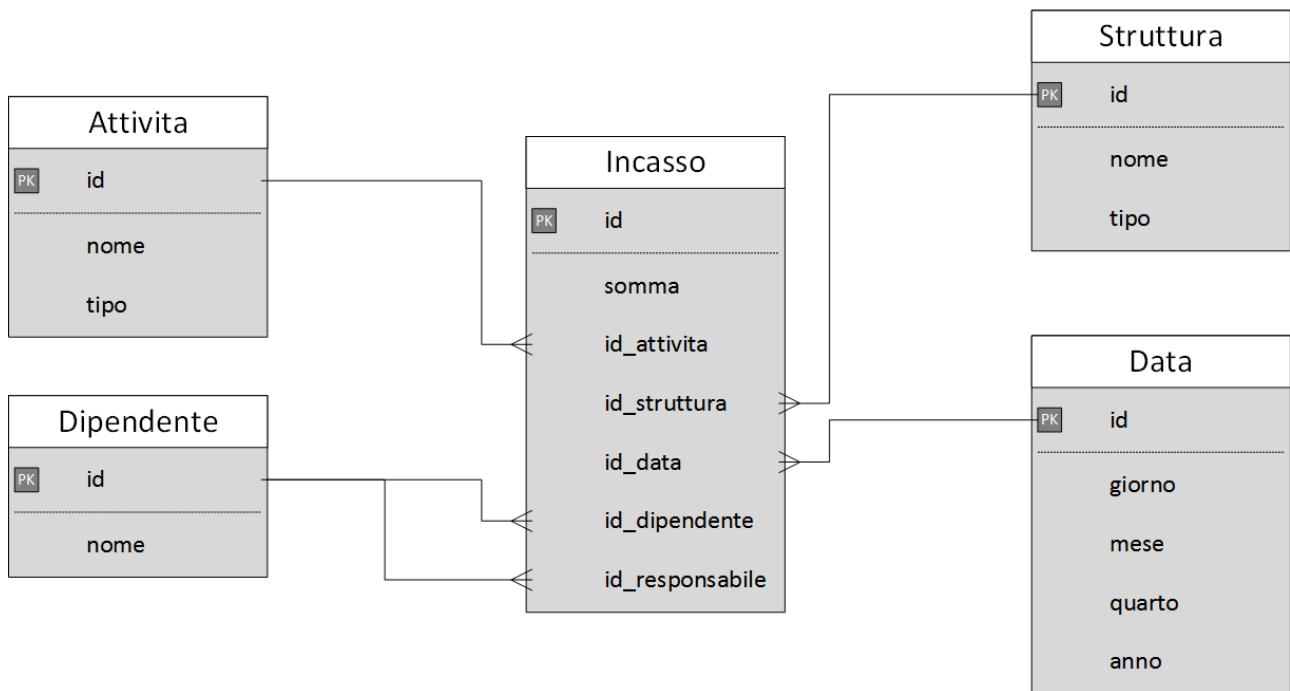 Attivita
PK id
nome
tipo
Dipendente
PK id
nome
Incasso
PK id
somma
id_attivita
id_struttura
id_data
id_dipendente
id_responsabile
Struttura
PK id
nome
tipo
Data
PK id
giorno
mese
quarto
anno